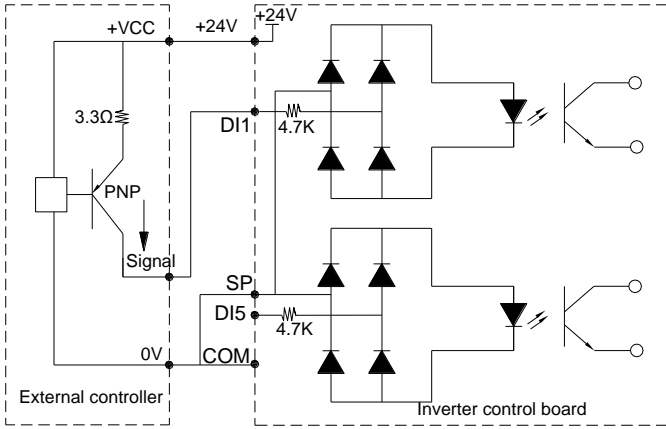 +VCC
+24V
+24V
3.3Ω
DI1
4.7K
PNP
Signal
SP
DI5
4.7K
0V
COM
External controller
Inverter control board